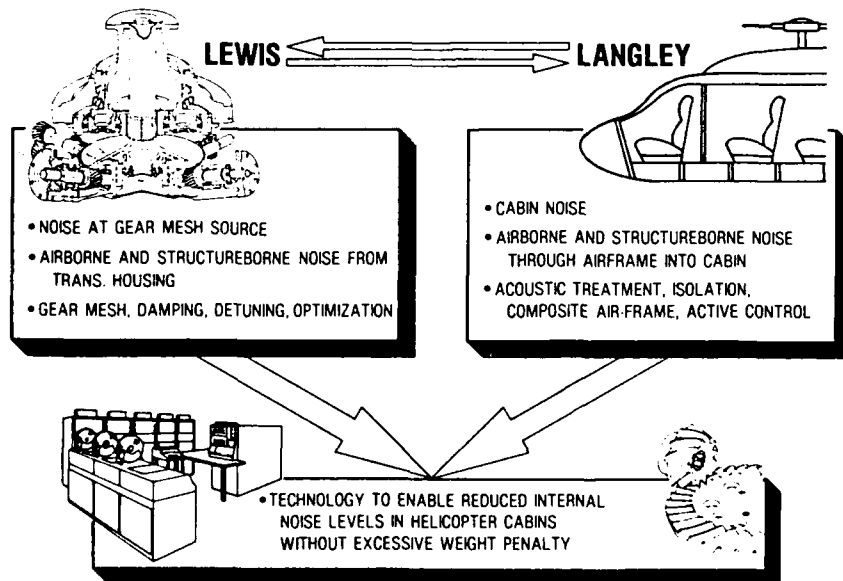 LEWIS
LANGLEY
• NOISE AT GEAR MESH SOURCE
• AIRBORNE AND STRUCTUREBORNE NOISE FROM
TRANS. HOUSING
• GEAR MESH, DAMPING, DETUNING, OPTIMIZATION
• CABIN NOISE
• AIRBORNE AND STRUCTUREBORNE NOISE
THROUGH AIRFRAME INTO CABIN
• ACOUSTIC TREATMENT, ISOLATION,
COMPOSITE AIR-FRAME, ACTIVE CONTROL
• TECHNOLOGY TO ENABLE REDUCED INTERNAL
NOISE LEVELS IN HELICOPTER CABINS
WITHOUT EXCESSIVE WEIGHT PENALTY